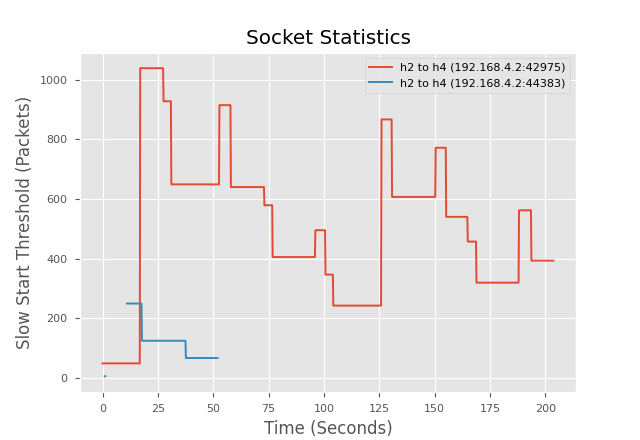 Socket Statistics
h2 to h4 (192.168.4.2:42975)
h2 to h4 (192.168.4.2:44383)
Slow Start Threshold (Packets)
1000
800
600
400
200
0
0 25 50 75 100 125 150 175 200
Time (Seconds)